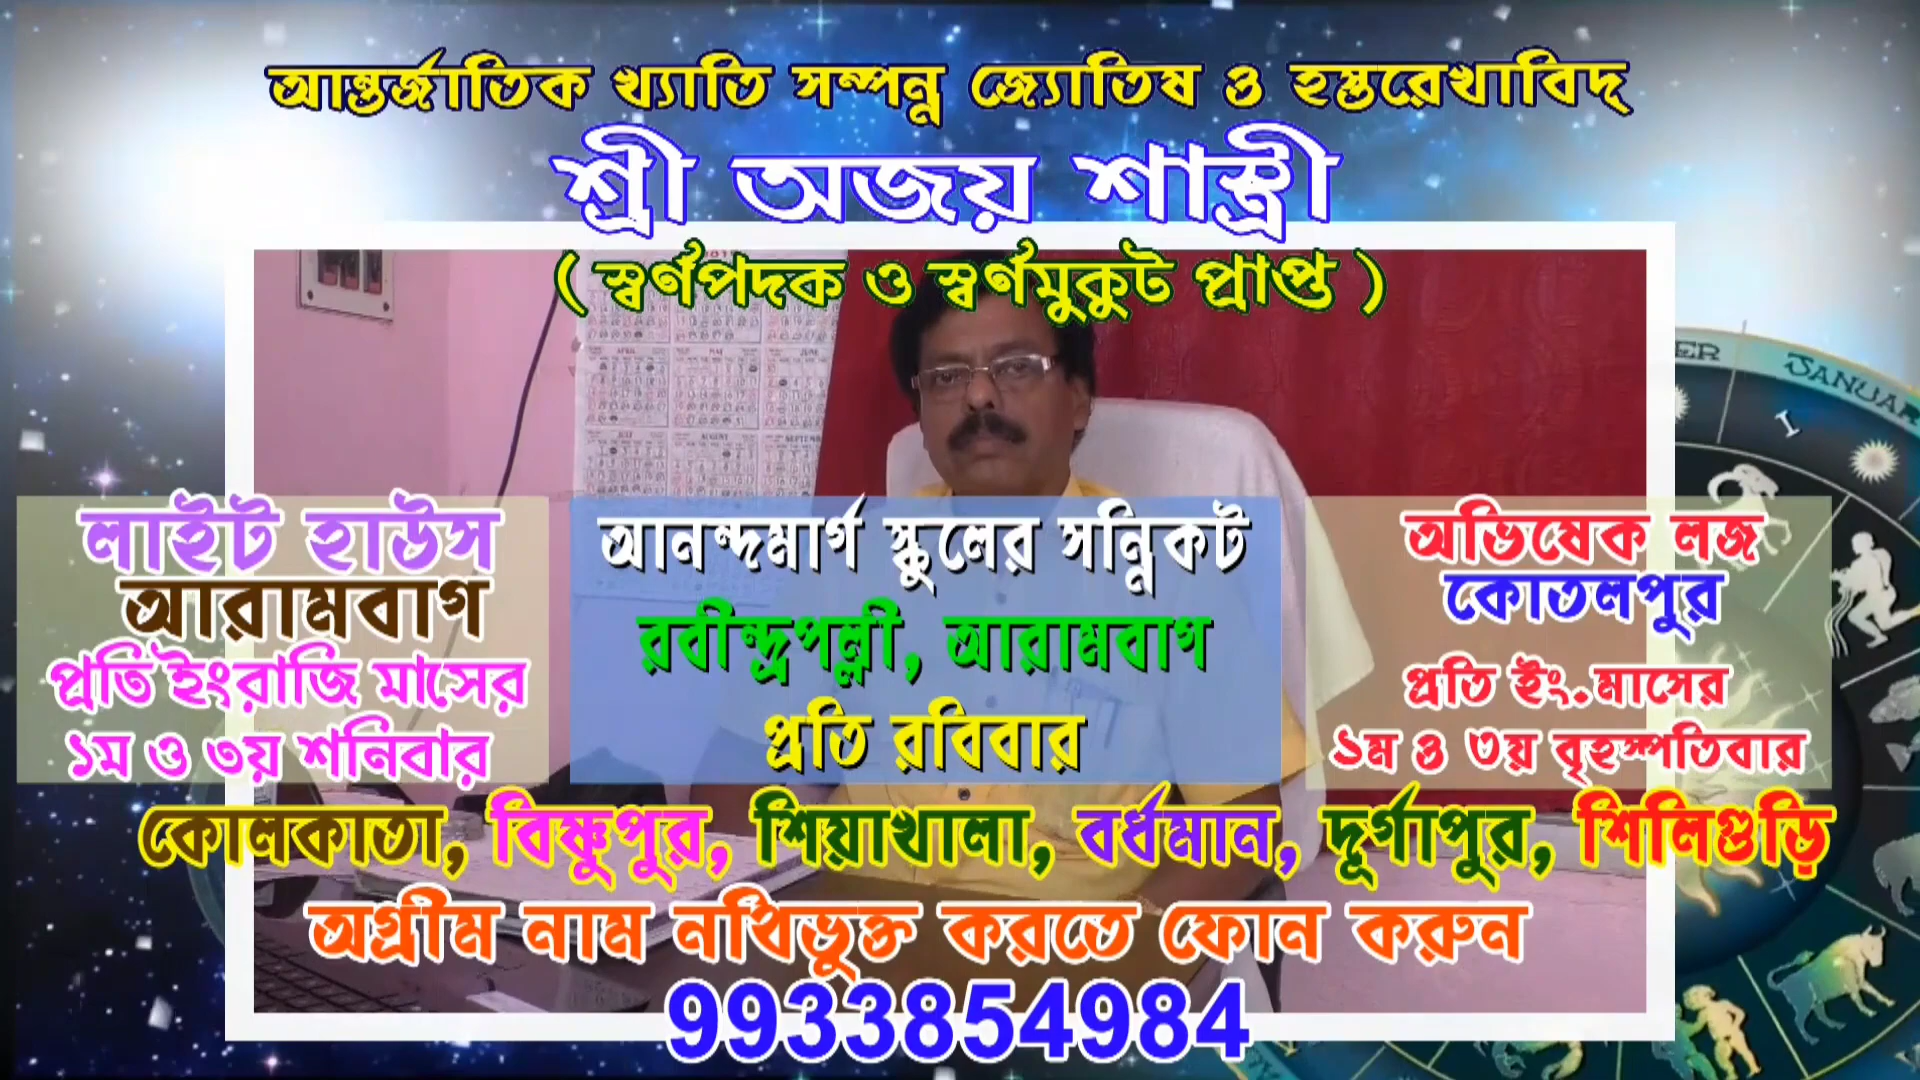 আন্তর্জাতিক খ্যাতি সম্পন্ন জ্যোতিষ ও হস্তরেখাবিদ্
শ্রী অজয় শাস্ত্রী
( স্বর্ণপদক ও স্বর্ণমুকুট প্রাপ্ত )
লাইট হাউস
আরামবাগ
প্রতি ইংরাজি মাসের
১ম ও ৩য় শনিবার
আনন্দমার্গ স্কুলের সন্নিকট
রবীন্দ্রপল্লী, আরামবাগ
প্রতি রবিবার
অভিষেক লজ
কোতলপুর
প্রতি ইং.মাসের
১ম ও ৩য় বৃহস্পতিবার
কোলকাতা, বিষ্ণুপুর, শিয়াখালা, বর্ধমান, দূর্গাপুর, শিলিগুড়ি
অগ্রীম নাম নথিভুক্ত করতে ফোন করুন
9933854984
JANUAR